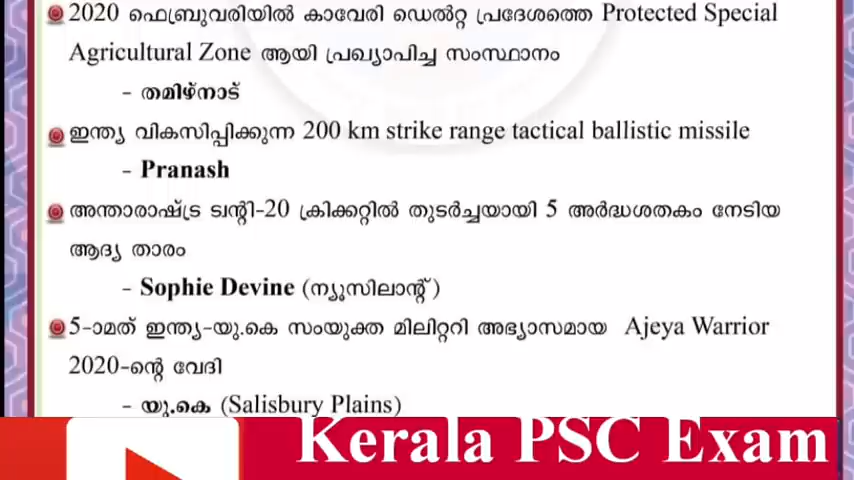 2020 ഫെബ്രുവരിയിൽ കാവേരി ഡെൽറ്റ പ്രദേശത്തെ Protected Special
Agricultural Zone ആയി പ്രഖ്യാപിച്ച സംസ്ഥാനം
- തമിഴ്നാട്
ഇന്ത്യ വികസിപ്പിക്കുന്ന 200 km strike range tactical ballistic missile
- Pranash
അന്താരാഷ്ട്ര ട്വന്റി-20 ക്രിക്കറ്റിൽ തുടർച്ചയായി 5 അർദ്ധശതകം നേടിയ
ആദ്യ താരം
- Sophie Devine (ന്യൂസിലാന്റ്)
5-ാമത് ഇന്ത്യ-യു.കെ സംയുക്ത മിലിറ്ററി അഭ്യാസമായ Ajeya Warrior
2020-ന്റെ വേദി
- യു.കെ (Salisbury Plains)
Kerala PSC Exam